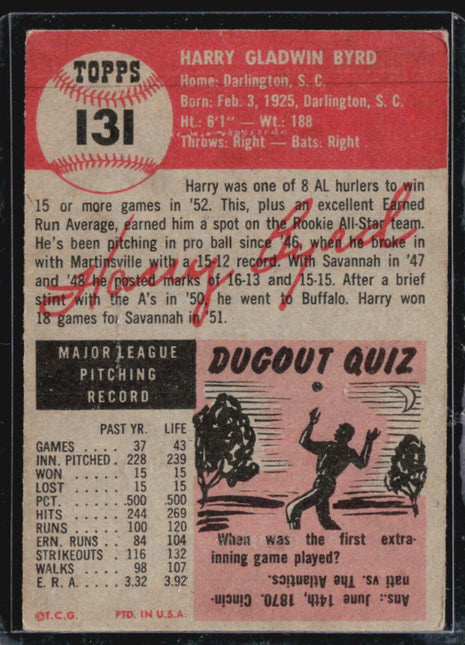 TOPPS
131
HARRY GLADWIN BYRD
Home: Darlington, S. C.
Born: Feb. 3, 1925, Darlington, S. C.
Ht.: 6'1" — Wt.: 188
Throws: Right — Bats: Right
Harry was one of 8 AL hurlers to win
15 or more games in '52. This, plus an excellent Earned
Run Average, earned him a spot on the Rookie All-Star team.
He's been pitching in pro ball since '46, when he broke in
with Martinsville with a 15-12 record. With Savannah in '47
and '48 he posted marks of 16-13 and 15-15. After a brief
stint with the A's in '50, he went to Buffalo. Harry won
18 games for Savannah in '51.
Harry Byrd
MAJOR LEAGUE
PITCHING
RECORD
PAST YR. LIFE
GAMES . . . . . 37 43
INN. PITCHED . 228 239
WON . . . . . . 15 15
LOST . . . . . 15 15
PCT. . . . . . .500 .500
HITS . . . . . 244 269
RUNS . . . . . 100 120
ERN. RUNS . . . 84 104
STRIKEOUTS . . 116 132
WALKS . . . . . 98 107
E. R. A. . . . . 3.32 3.92
©T.C.G. PTD. IN U.S.A.
DUGOUT QUIZ
When was the first extra-
inning game played?
Ans.: June 14th, 1870. Cincin-
nati vs. The Atlantics.